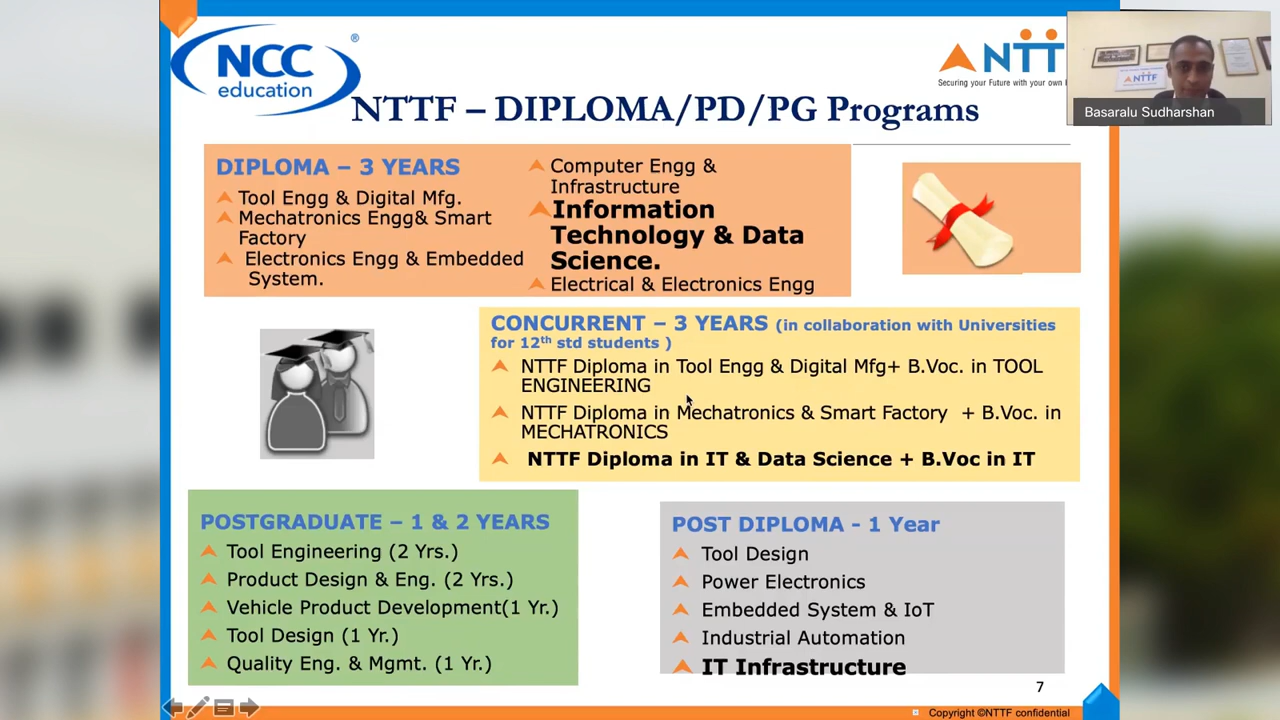 NCC
education
®
NTTF – DIPLOMA/PD/PG Programs
NTT
Securing your Future with your own
NTTF
Basaralu Sudharshan
DIPLOMA – 3 YEARS
Tool Engg & Digital Mfg.
Mechatronics Engg& Smart
Factory
Electronics Engg & Embedded
System.
Computer Engg &
Infrastructure
Information
Technology & Data
Science.
Electrical & Electronics Engg
CONCURRENT – 3 YEARS (in collaboration with Universities
for 12th std students )
NTTF Diploma in Tool Engg & Digital Mfg+ B.Voc. in TOOL
ENGINEERING
NTTF Diploma in Mechatronics & Smart Factory + B.Voc. in
MECHATRONICS
NTTF Diploma in IT & Data Science + B.Voc in IT
POSTGRADUATE – 1 & 2 YEARS
Tool Engineering (2 Yrs.)
Product Design & Eng. (2 Yrs.)
Vehicle Product Development(1 Yr.)
Tool Design (1 Yr.)
Quality Eng. & Mgmt. (1 Yr.)
POST DIPLOMA - 1 Year
Tool Design
Power Electronics
Embedded System & IoT
Industrial Automation
IT Infrastructure
7
Copyright ©NTTF confidential